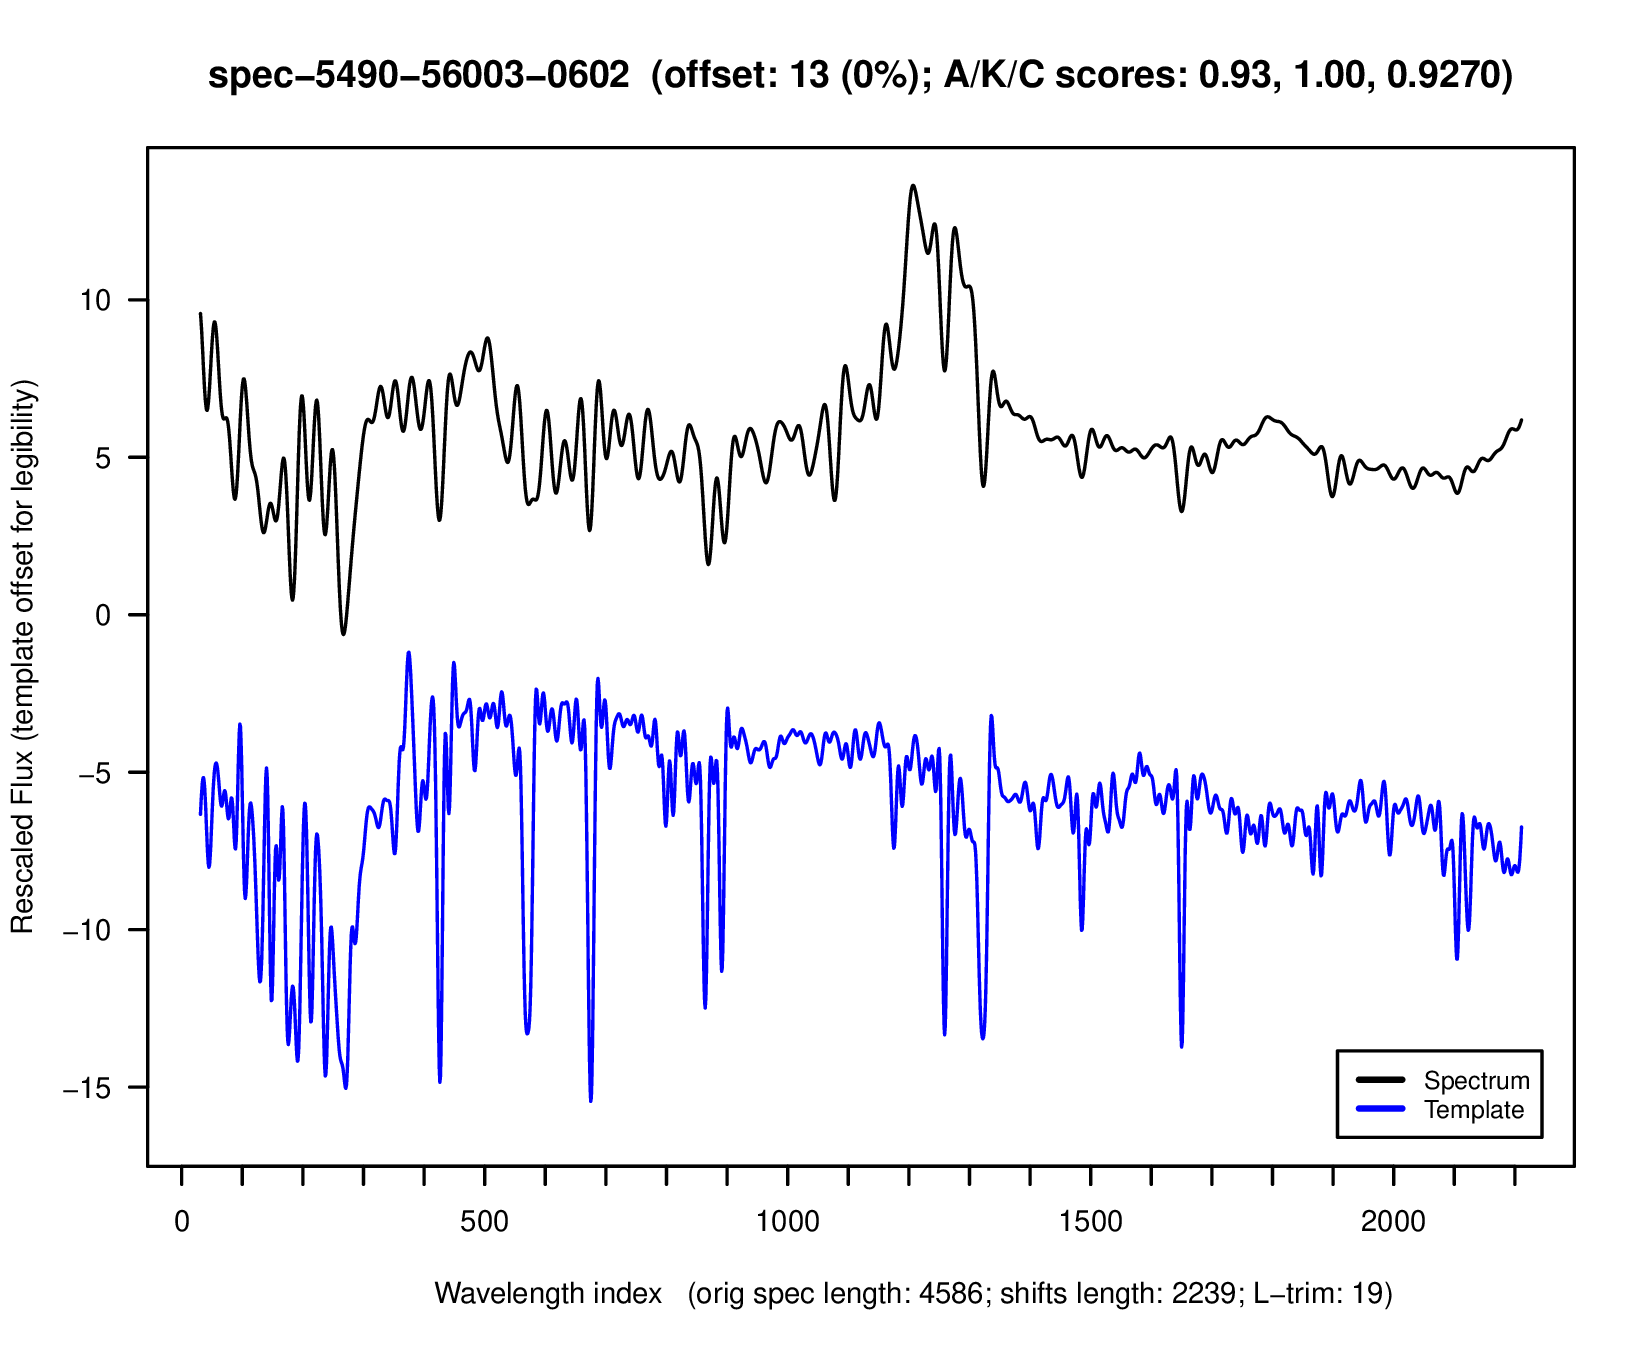 spec−5490−56003−0602  (offset: 13 (0%); A/K/C scores: 0.93, 1.00, 0.9270)
Rescaled Flux (template offset for legibility)
10
5
0
−5
−10
−15
Spectrum
Template
0 500 1000 1500 2000
Wavelength index   (orig spec length: 4586; shifts length: 2239; L−trim: 19)